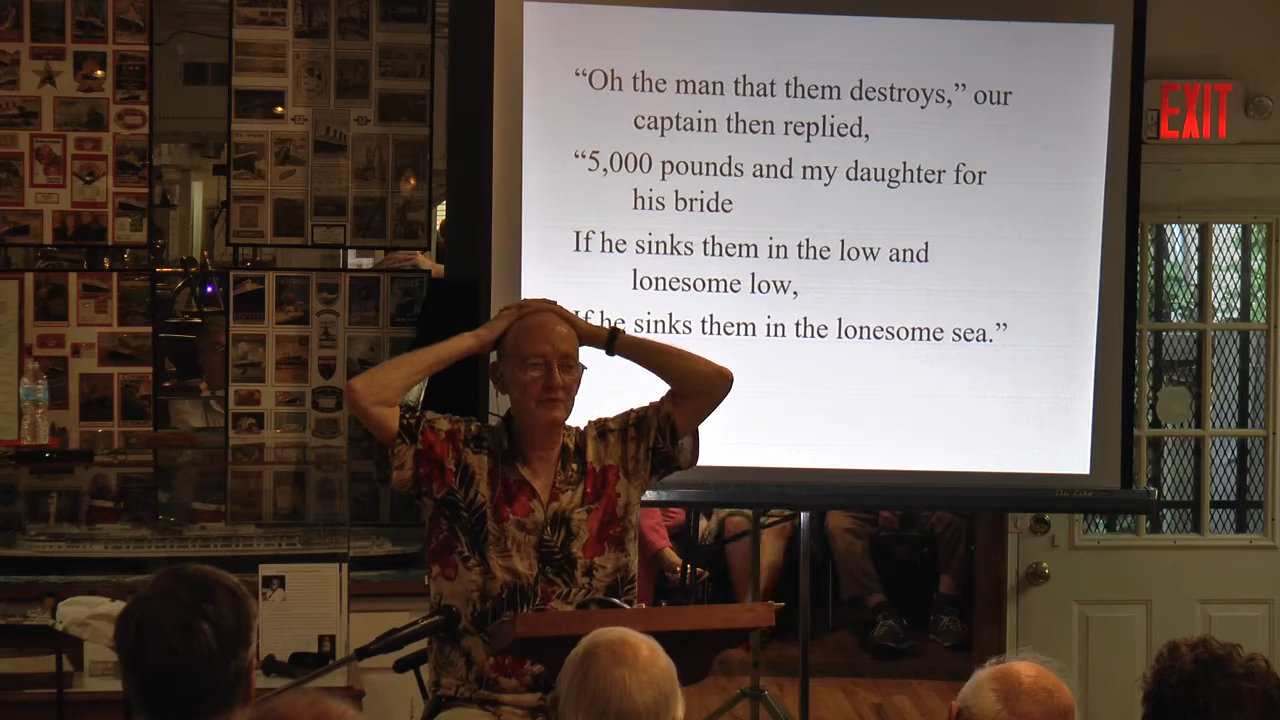 “Oh the man that them destroys,” our
captain then replied,
“5,000 pounds and my daughter for
his bride
If he sinks them in the low and
lonesome low,
If he sinks them in the lonesome sea.”
EXIT